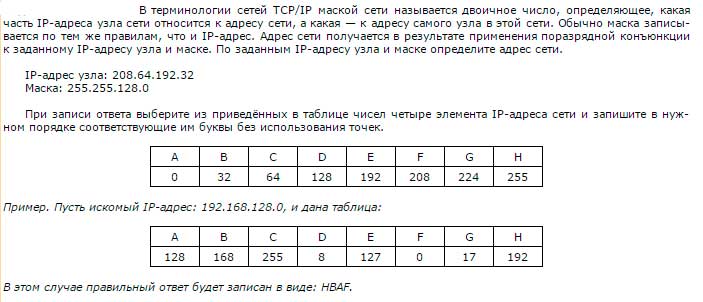 В терминологии сетей TCP/IP маской сети называется двоичное число, определяющее, какая
часть IP-адреса узла сети относится к адресу сети, а какая — к адресу самого узла в этой сети. Обычно маска записы-
вается по тем же правилам, что и IP-адрес. Адрес сети получается в результате применения поразрядной конъюнкции
к заданному IP-адресу узла и маске. По заданным IP-адресу узла и маске определите адрес сети.
IP-адрес узла: 208.64.192.32
Маска: 255.255.128.0
При записи ответа выберите из приведённых в таблице чисел четыре элемента IP-адреса сети и запишите в нуж-
ном порядке соответствующие им буквы без использования точек.
A B C D E F G H
0 32 64 128 192 208 224 255
Пример. Пусть искомый IP-адрес: 192.168.128.0, и дана таблица:
A B C D E F G H
128 168 255 8 127 0 17 192
В этом случае правильный ответ будет записан в виде: HBAF.